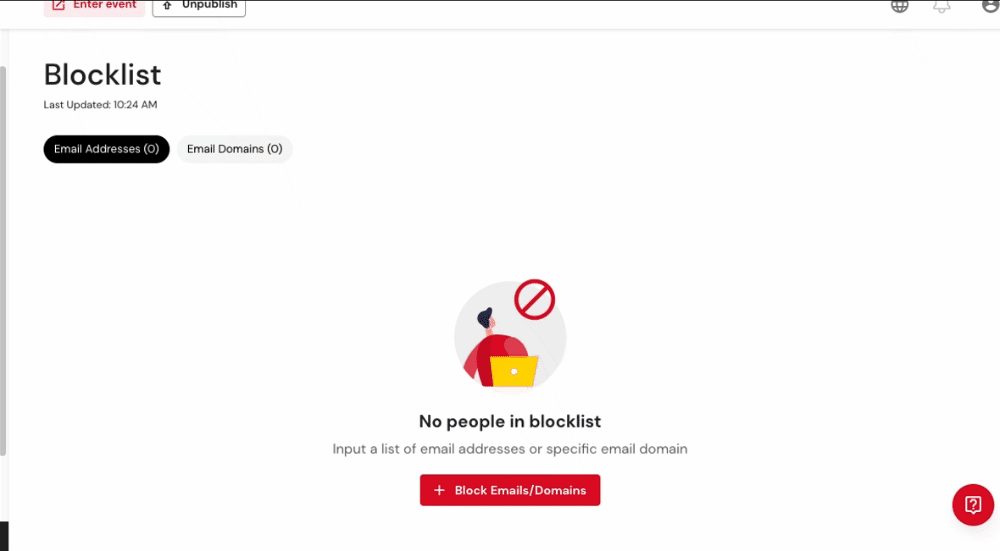 Enter event
Unpublish
Blocklist
Last Updated: 10:24 AM
Email Addresses (0)
Email Domains (0)
No people in blocklist
Input a list of email addresses or specific email domain
+ Block Emails/Domains
?